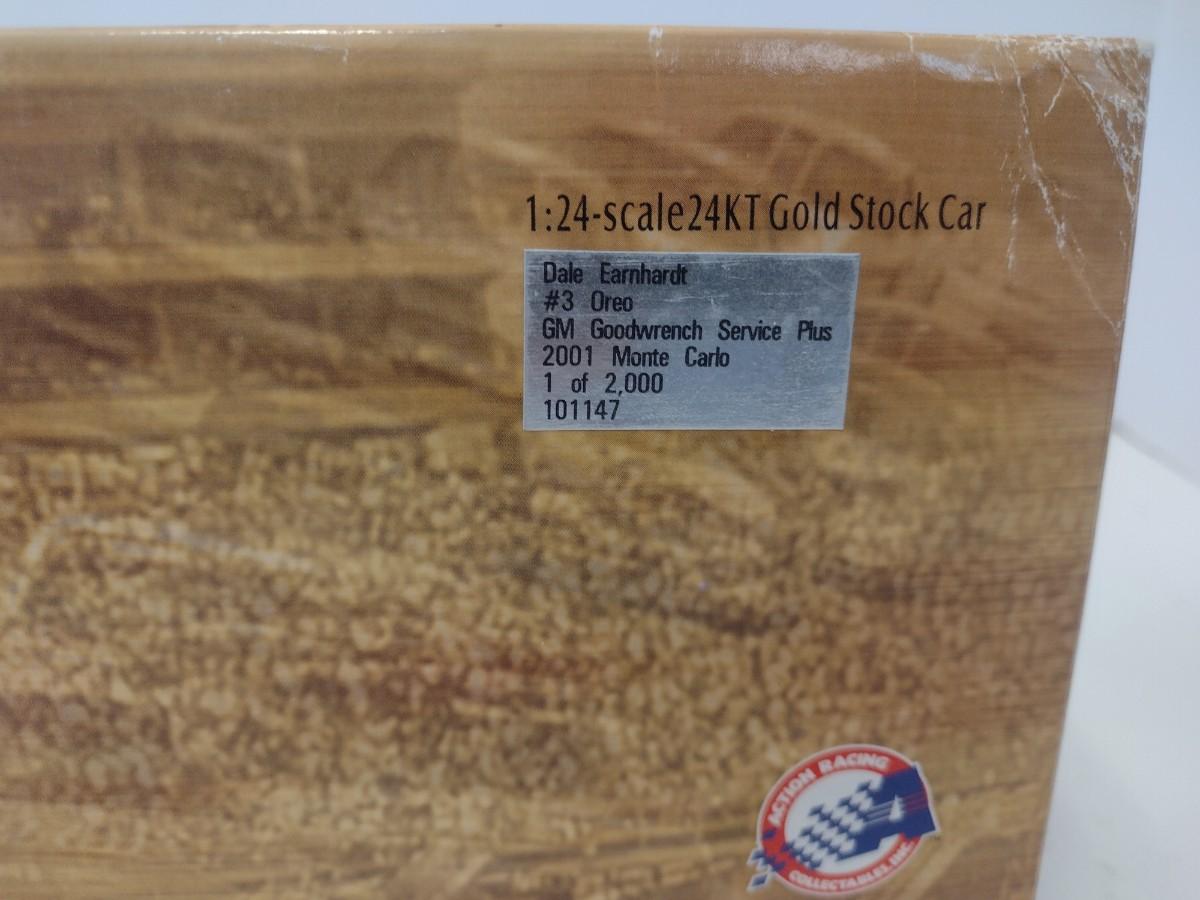 1:24-scale24KT Gold Stock Car
Dale Earnhardt
#3 Oreo
GM Goodwrench Service Plus
2001 Monte Carlo
1 of 2,000
101147
ACTION RACING
COLLECTABLES, INC.